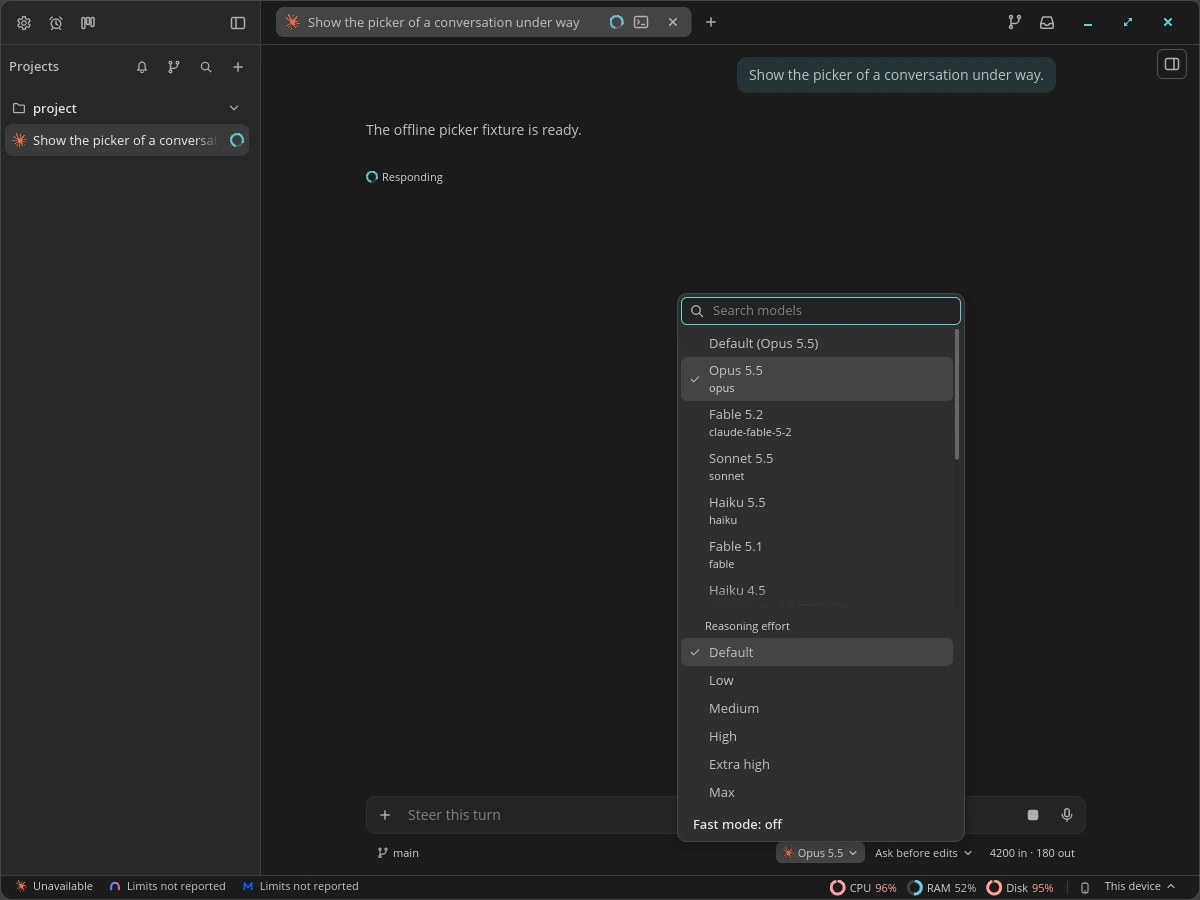 Show the picker of a conversation under way
Projects
project
Show the picker of a conversat
Show the picker of a conversation under way.
The offline picker fixture is ready.
Responding
Search models
Default (Opus 5.5)
Opus 5.5
opus
Fable 5.2
claude-fable-5-2
Sonnet 5.5
sonnet
Haiku 5.5
haiku
Fable 5.1
fable
Haiku 4.5
Reasoning effort
Default
Low
Medium
High
Extra high
Max
Fast mode: off
Steer this turn
main
Opus 5.5
Ask before edits
4200 in · 180 out
Unavailable
Limits not reported
Limits not reported
CPU 96%
RAM 52%
Disk 95%
This device